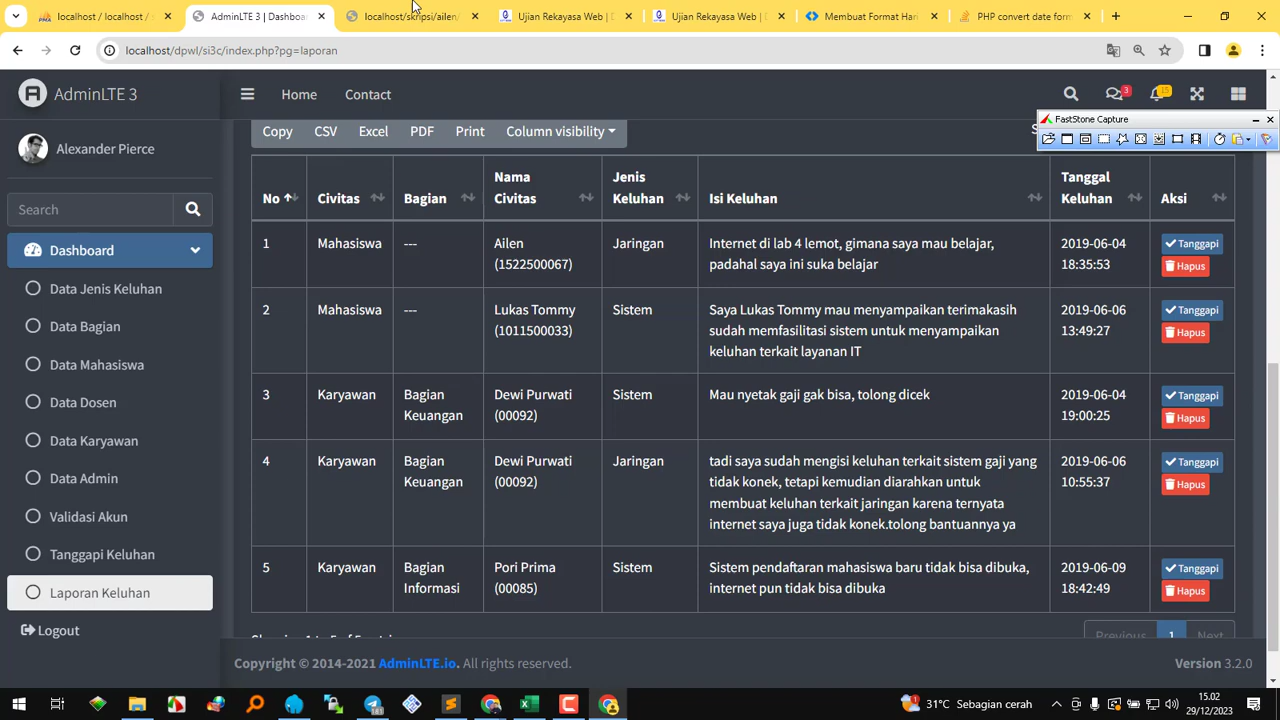 localhost / localhost /
AdminLTE 3 | Dashboa
localhost/skripsi/ailen/
Ujian Rekayasa Web | D
Ujian Rekayasa Web | D
Membuat Format Har
PHP convert date form
localhost/dpwl/si3c/index.php?pg=laporan
AdminLTE 3
Home
Contact
3
15
FastStone Capture
Alexander Pierce
Search
Dashboard
Data Jenis Keluhan
Data Bagian
Data Mahasiswa
Data Dosen
Data Karyawan
Data Admin
Validasi Akun
Tanggapi Keluhan
Laporan Keluhan
Logout
Copy CSV Excel PDF Print Column visibility
No Civitas Bagian Nama Civitas Jenis Keluhan Isi Keluhan Tanggal Keluhan Aksi
1 Mahasiswa --- Ailen Jaringan Internet di lab 4 lemot, gimana saya mau belajar, 2019-06-04 Tanggapi
(1522500067) padahal saya ini suka belajar 18:35:53 Hapus
2 Mahasiswa --- Lukas Tommy Sistem Saya Lukas Tommy mau menyampaikan terimakasih 2019-06-06 Tanggapi
(1011500033) sudah memfasilitasi sistem untuk menyampaikan 13:49:27 Hapus
keluhan terkait layanan IT
3 Karyawan Bagian Dewi Purwati Sistem Mau nyetak gaji gak bisa, tolong dicek 2019-06-04 Tanggapi
Keuangan (00092) 19:00:25 Hapus
4 Karyawan Bagian Dewi Purwati Jaringan tadi saya sudah mengisi keluhan terkait sistem gaji yang 2019-06-06 Tanggapi
Keuangan (00092) tidak konek, tetapi kemudian diarahkan untuk 10:55:37 Hapus
membuat keluhan terkait jaringan karena ternyata
internet saya juga tidak konek.tolong bantuannya ya
5 Karyawan Bagian Pori Prima Sistem Sistem pendaftaran mahasiswa baru tidak bisa dibuka, 2019-06-09 Tanggapi
Informasi (00085) internet pun tidak bisa dibuka 18:42:49 Hapus
Showing 1 to 5 of 5 entries
Previous 1 Next
Copyright © 2014-2021 AdminLTE.io. All rights reserved.
Version 3.2.0
31°C Sebagian cerah
15.02
29/12/2023